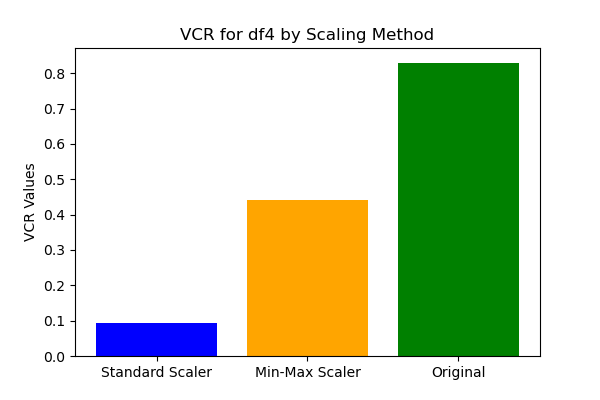 VCR for df4 by Scaling Method
VCR Values
0.8
0.7
0.6
0.5
0.4
0.3
0.2
0.1
0.0
Standard Scaler
Min-Max Scaler
Original